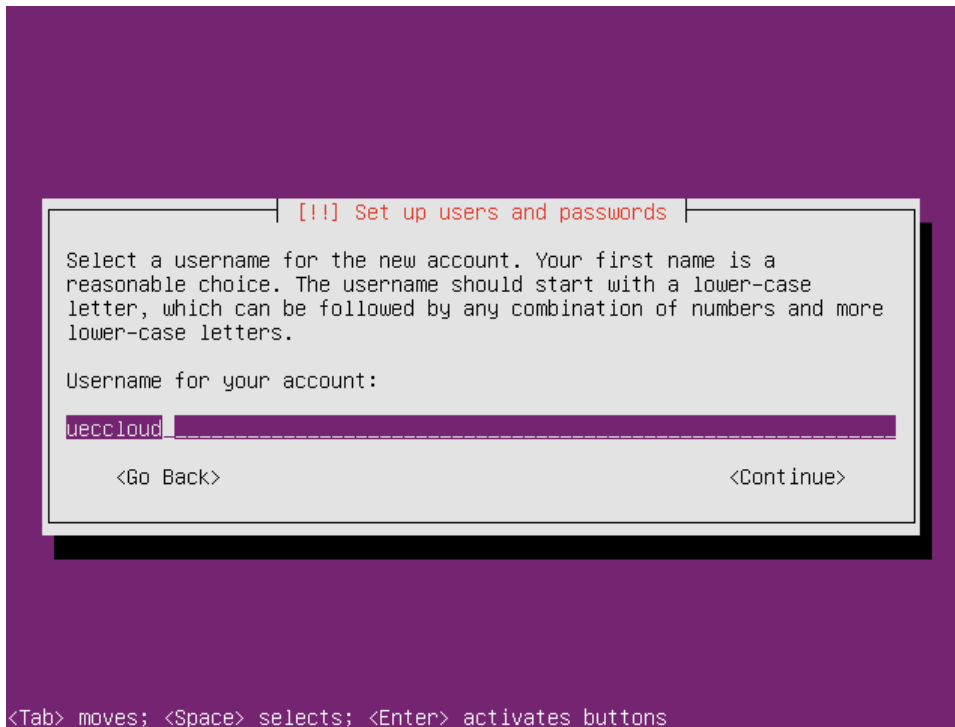 [!!] Set up users and passwords
Select a username for the new account. Your first name is a
reasonable choice. The username should start with a lower-case
letter, which can be followed by any combination of numbers and more
lower-case letters.
Username for your account:
ueccloud_____________________________________________________________
<Go Back> <Continue>
<Tab> moves; <Space> selects; <Enter> activates buttons